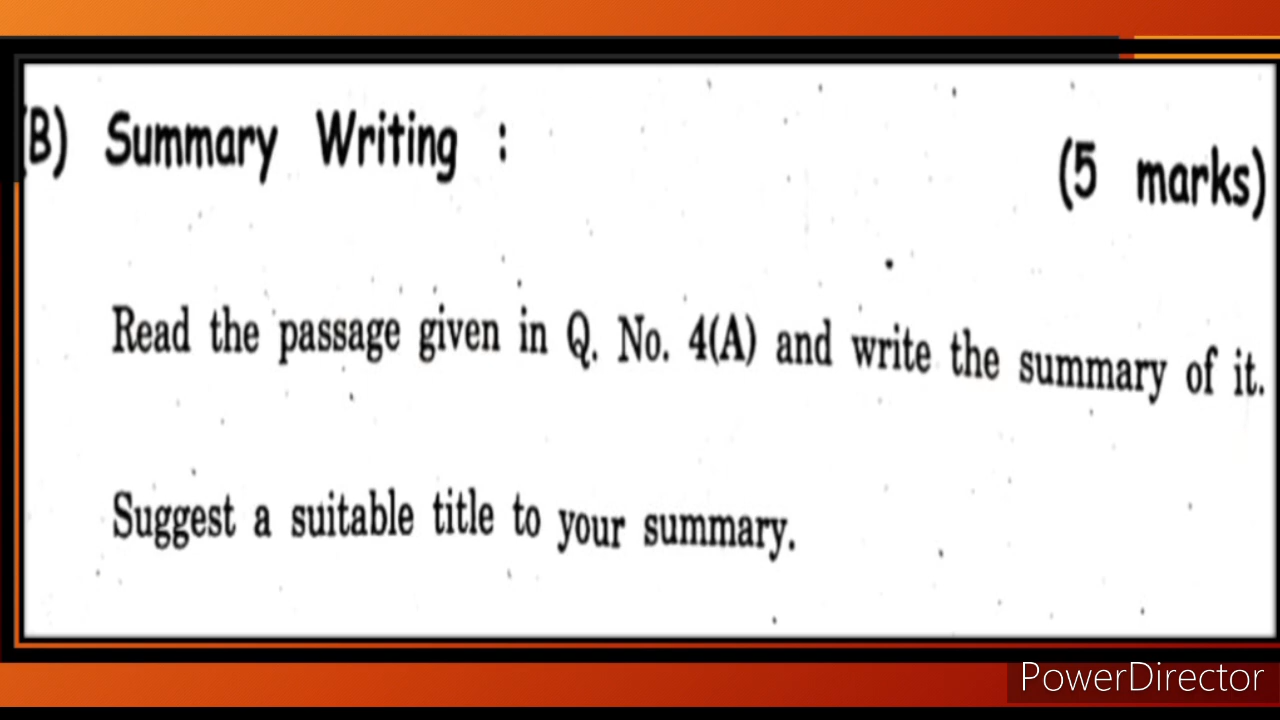 (B) Summary Writing : (5 marks)
Read the passage given in Q. No. 4(A) and write the summary of it.
Suggest a suitable title to your summary.
PowerDirector